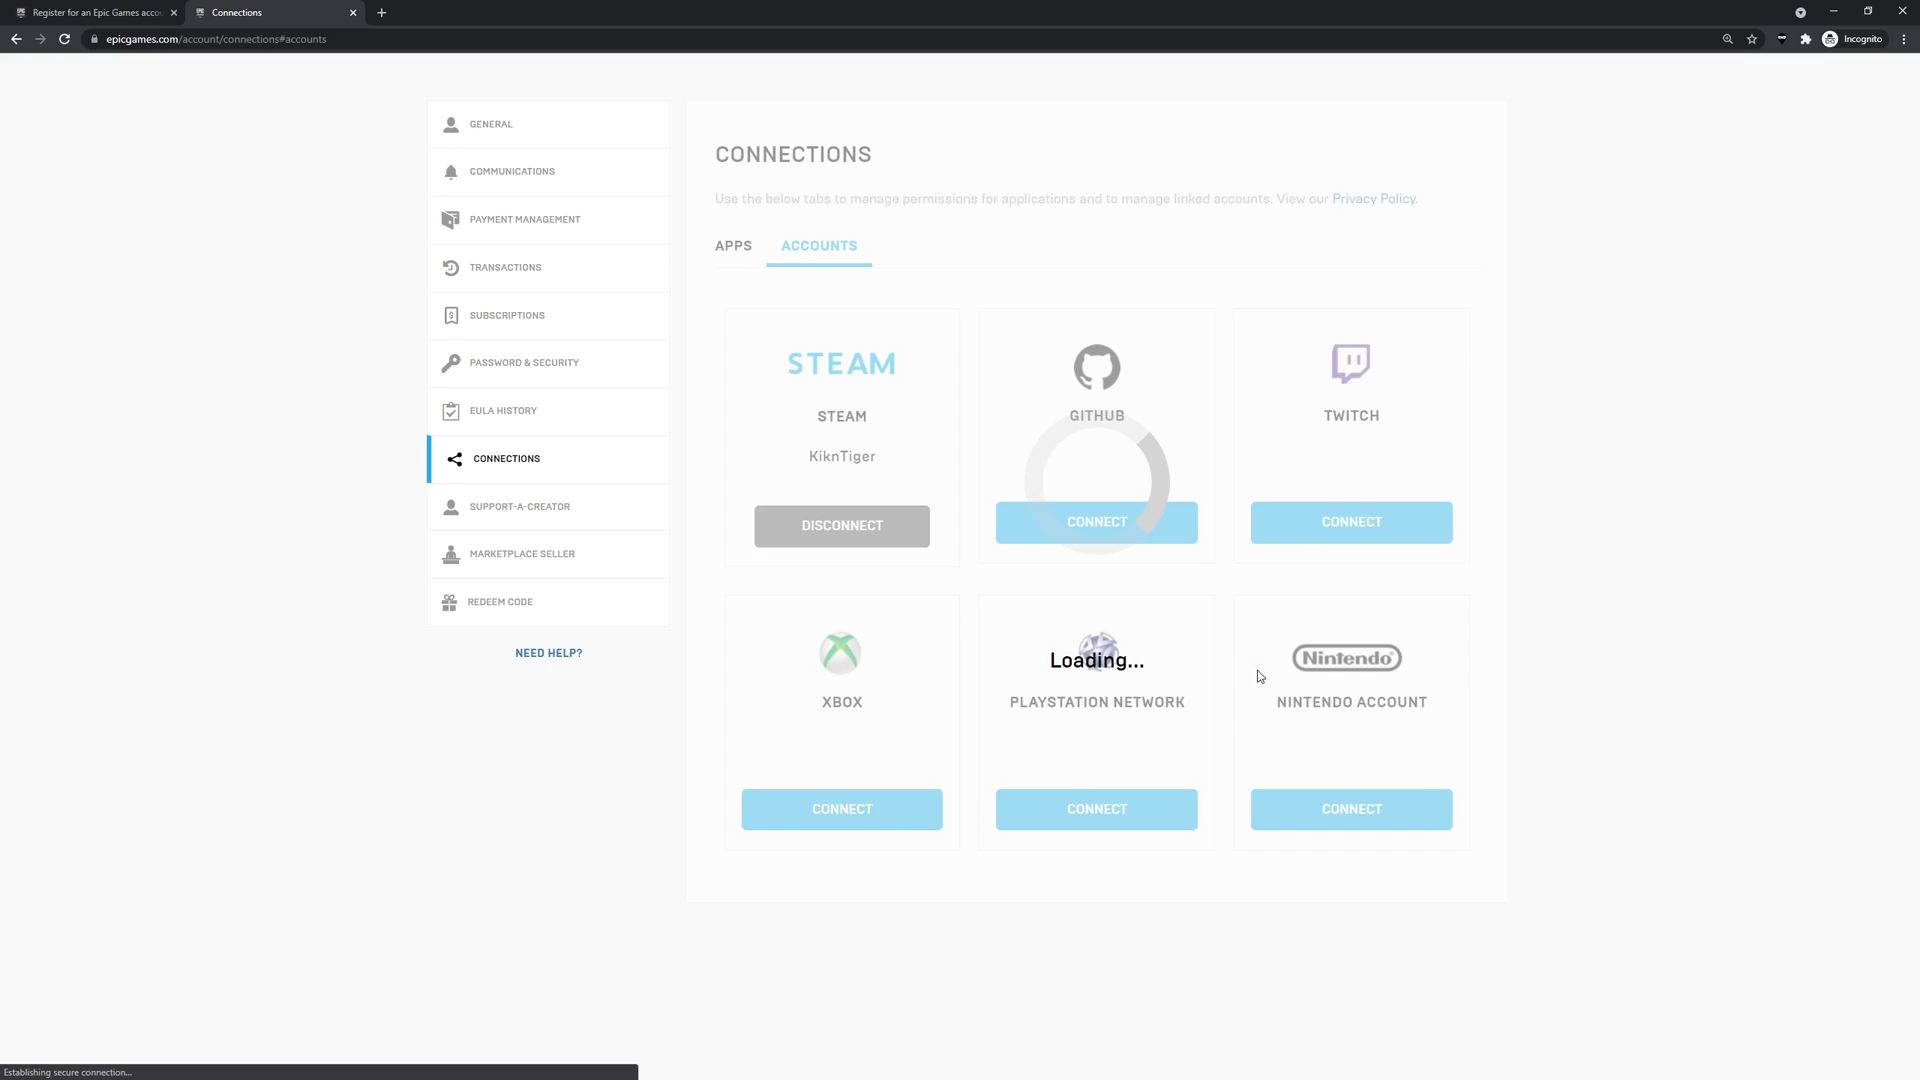 Register for an Epic Games accou
Connections
epicgames.com/account/connections#accounts
Incognito
GENERAL
COMMUNICATIONS
PAYMENT MANAGEMENT
TRANSACTIONS
SUBSCRIPTIONS
PASSWORD & SECURITY
EULA HISTORY
CONNECTIONS
SUPPORT-A-CREATOR
MARKETPLACE SELLER
REDEEM CODE
NEED HELP?
CONNECTIONS
Use the below tabs to manage permissions for applications and to manage linked accounts. View our Privacy Policy.
APPS ACCOUNTS
STEAM
STEAM
KiknTiger
DISCONNECT
GITHUB
CONNECT
TWITCH
CONNECT
XBOX
CONNECT
Loading...
PLAYSTATION NETWORK
CONNECT
Nintendo
NINTENDO ACCOUNT
CONNECT
Establishing secure connection...